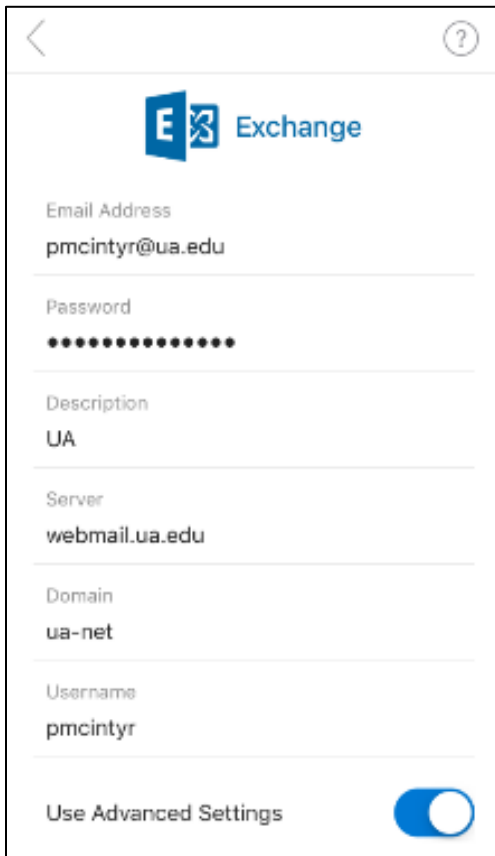 ?
E Exchange
Email Address
pmcintyr@ua.edu
Password
••••••••••••••
Description
UA
Server
webmail.ua.edu
Domain
ua-net
Username
pmcintyr
Use Advanced Settings